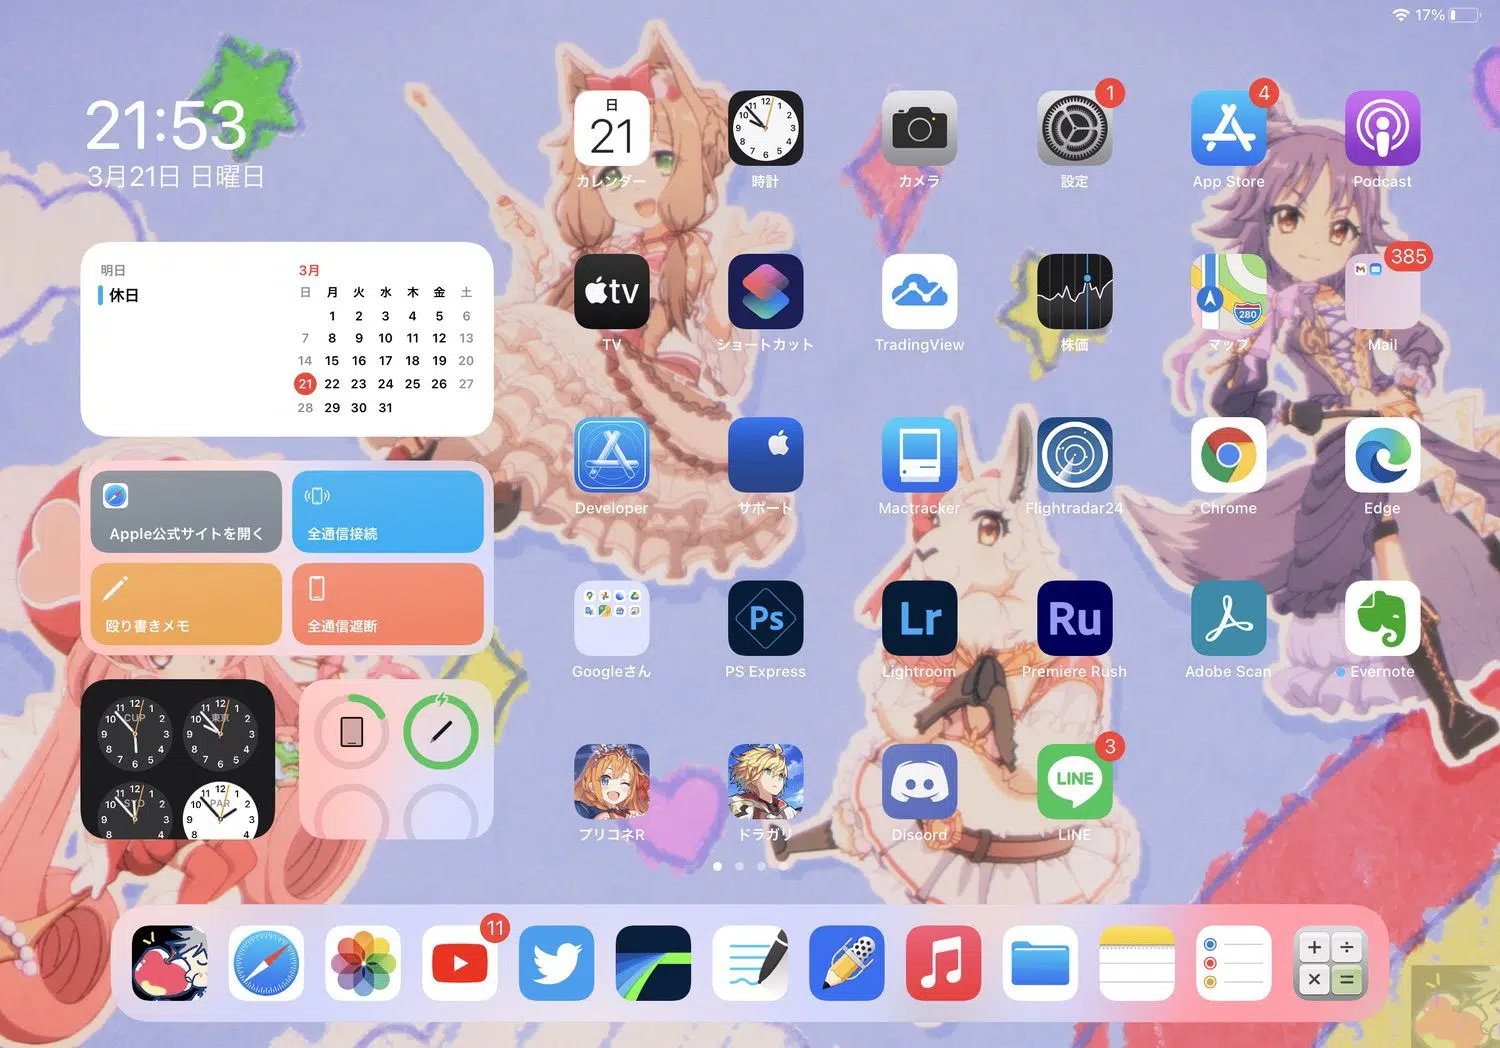 17%
21:53
3月21日 日曜日
日
21
カレンダー
時計
カメラ
1
設定
4
App Store
Podcast
明日
休日
3月
日 月 火 水 木 金 土
1 2 3 4 5 6
7 8 9 10 11 12 13
14 15 16 17 18 19 20
21 22 23 24 25 26 27
28 29 30 31
tv
TV
ショートカット
TradingView
株価
280
マップ
385
Mail
Apple公式サイトを開く
全通信接続
殴り書きメモ
全通信遮断
Developer
サポート
Mactracker
Flightradar24
Chrome
Edge
Googleさん
Ps
PS Express
Lr
Lightroom
Ru
Premiere Rush
Adobe Scan
Evernote
CUP
東京
SYD
PAR
プリコネR
ドラガリ
Discord
3
LINE
LINE
11